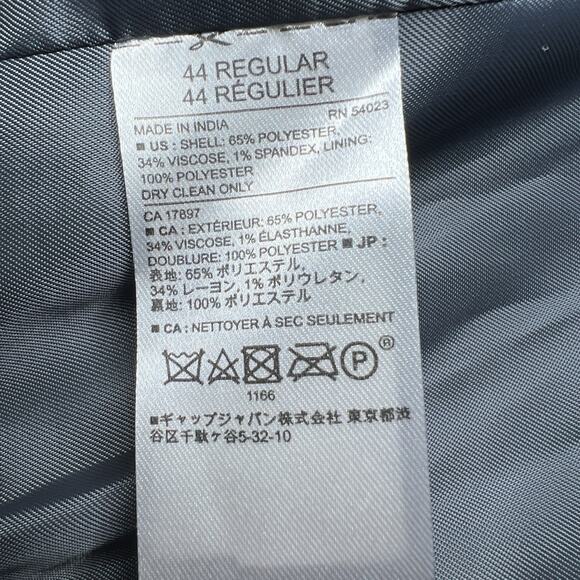 44 REGULAR
44 RÉGULIER
RN 54023
MADE IN INDIA
■ US : SHELL: 65% POLYESTER,
34% VISCOSE, 1% SPANDEX, LINING:
100% POLYESTER
DRY CLEAN ONLY
CA 17897
■ CA : EXTÉRIEUR: 65% POLYESTER,
34% VISCOSE, 1% ÉLASTHANNE,
DOUBLURE: 100% POLYESTER ■ JP :
表地: 65% ポリエステル,
34% レーヨン, 1% ポリウレタン,
裏地: 100% ポリエステル
■ CA : NETTOYER À SEC SEULEMENT
P ®
1166
■ギャップジャパン株式会社 東京都渋
谷区千駄ヶ谷5-32-10